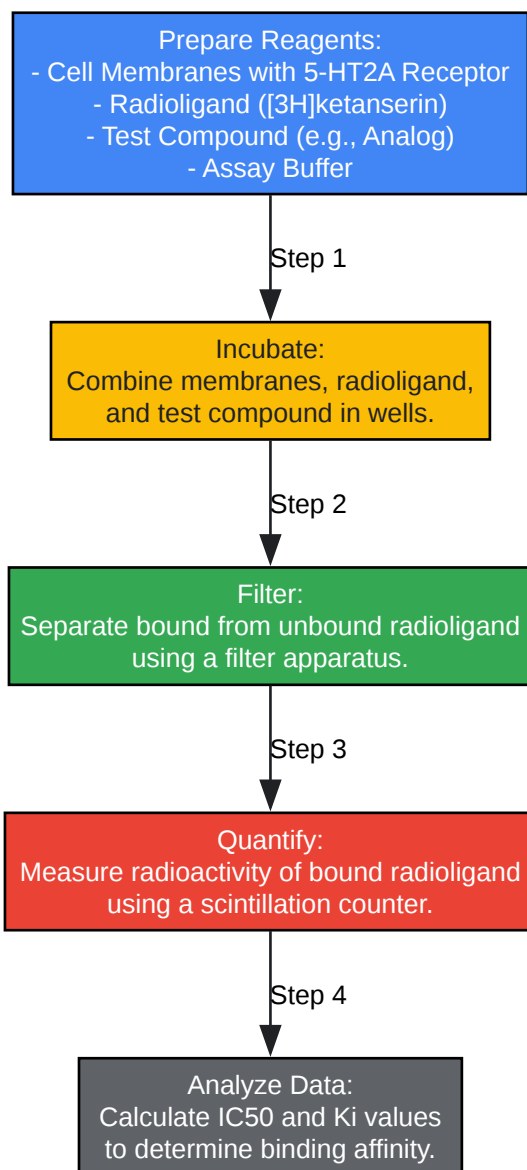 Prepare Reagents:
- Cell Membranes with 5-HT2A Receptor
- Radioligand ([3H]ketanserin)
- Test Compound (e.g., Analog)
- Assay Buffer
Step 1
Incubate:
Combine membranes, radioligand,
and test compound in wells.
Step 2
Filter:
Separate bound from unbound radioligand
using a filter apparatus.
Step 3
Quantify:
Measure radioactivity of bound radioligand
using a scintillation counter.
Step 4
Analyze Data:
Calculate IC50 and Ki values
to determine binding affinity.